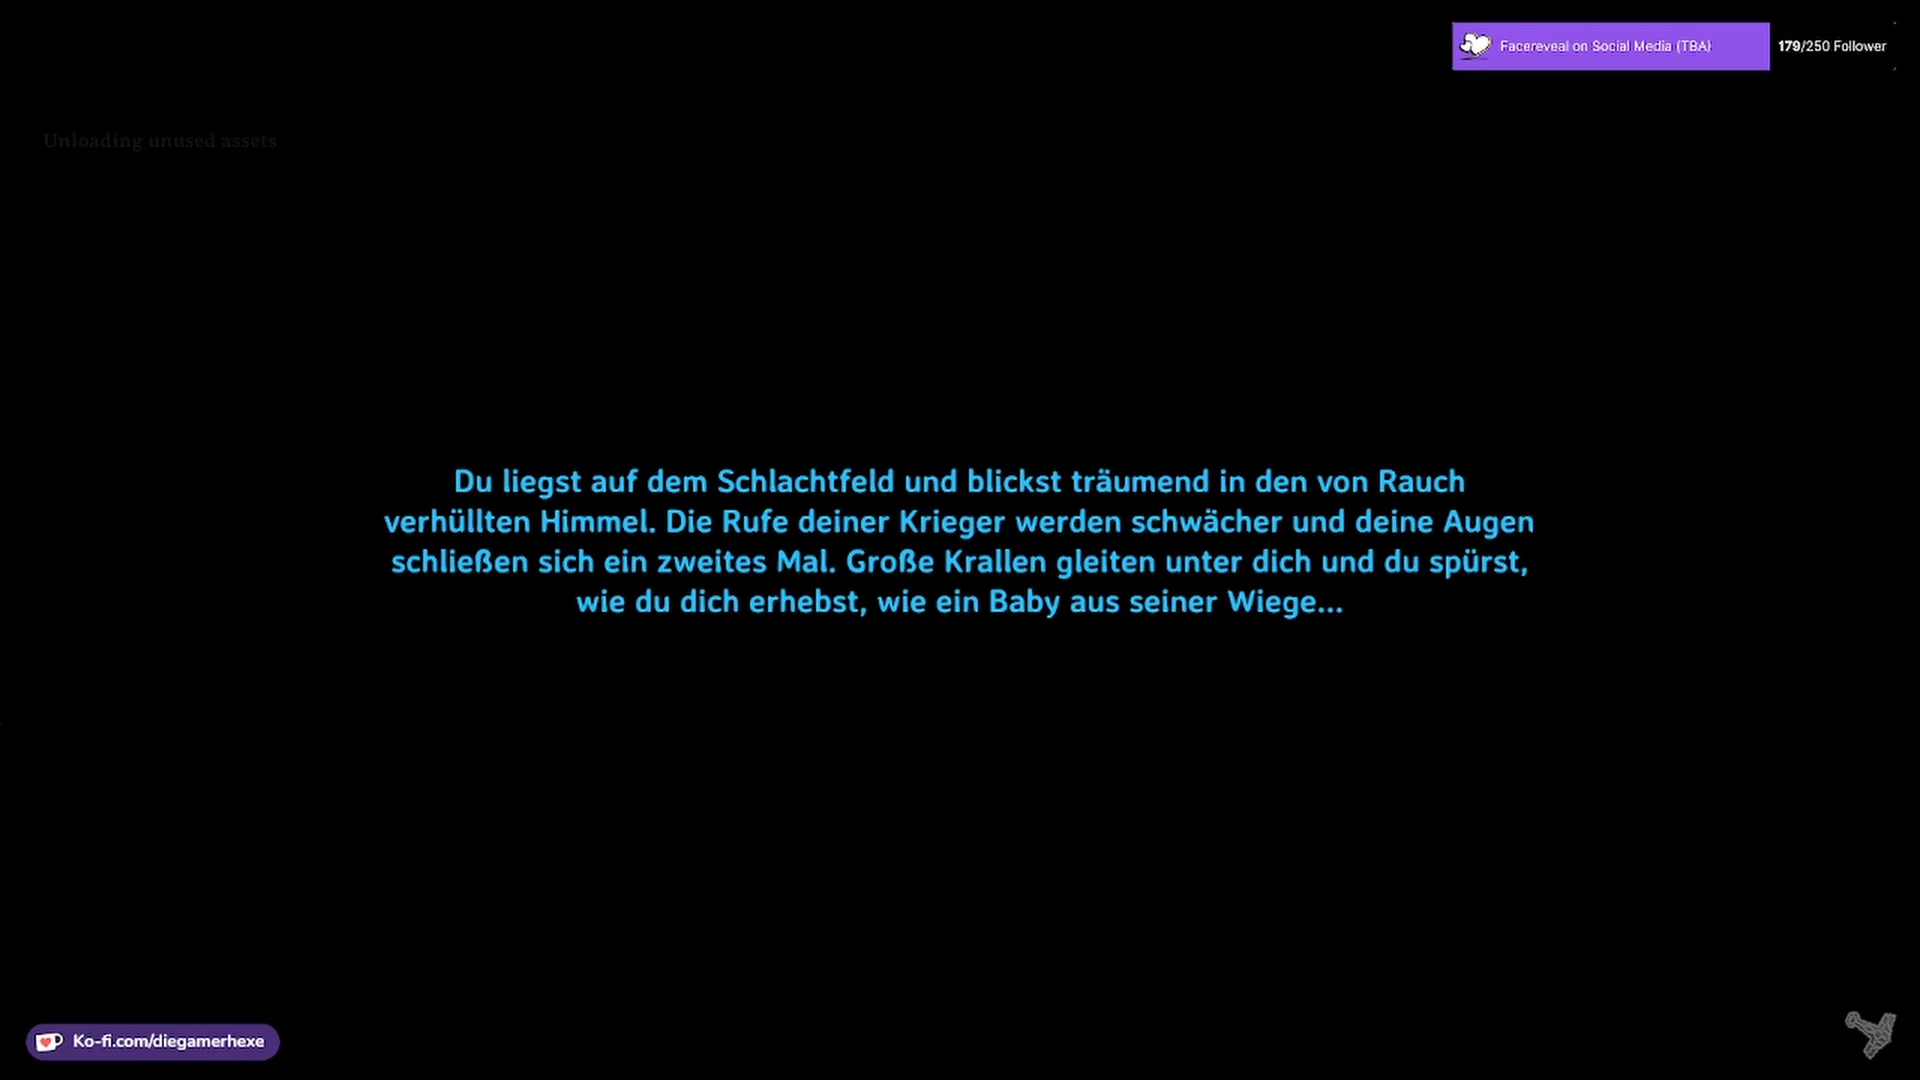 Facereveal on Social Media (TBA)
179/250 Follower
Unloading unused assets
Du liegst auf dem Schlachtfeld und blickst träumend in den von Rauch
verhüllten Himmel. Die Rufe deiner Krieger werden schwächer und deine Augen
schließen sich ein zweites Mal. Große Krallen gleiten unter dich und du spürst,
wie du dich erhebst, wie ein Baby aus seiner Wiege...
Ko-fi.com/diegamerhexe